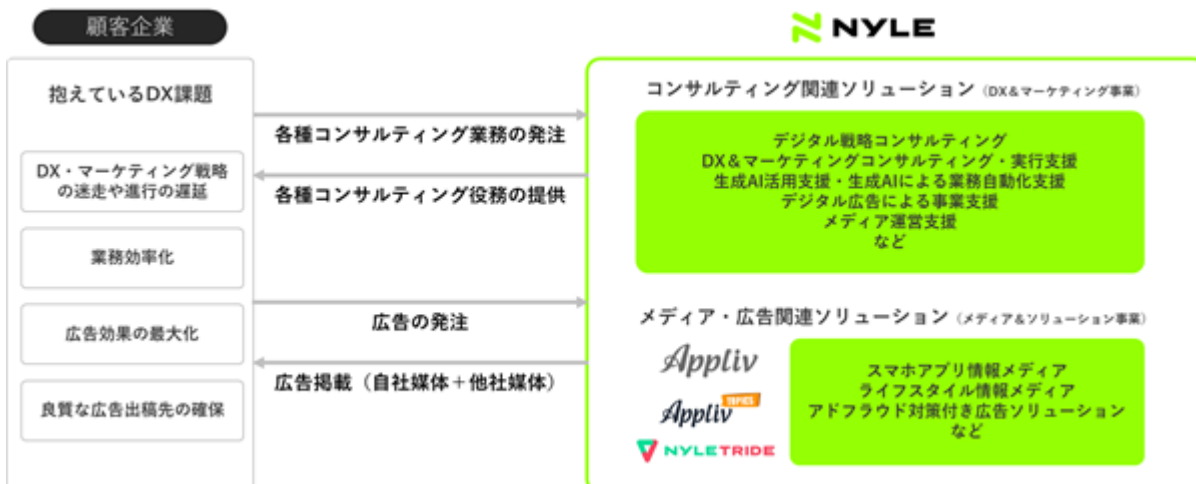 顧客企業
抱えているDX課題
DX・マーケティング戦略
の迷走や進行の遅延
業務効率化
広告効果の最大化
良質な広告出稿先の確保
各種コンサルティング業務の発注
各種コンサルティング役務の提供
広告の発注
広告掲載（自社媒体＋他社媒体）
NYLE
コンサルティング関連ソリューション（DX＆マーケティング事業）
デジタル戦略コンサルティング
DX＆マーケティングコンサルティング・実行支援
生成AI活用支援・生成AIによる業務自動化支援
デジタル広告による事業支援
メディア運営支援
など
メディア・広告関連ソリューション（メディア＆ソリューション事業）
Appliv
Appliv TOPICS
NYLETRIDE
スマホアプリ情報メディア
ライフスタイル情報メディア
アドフラウド対策付き広告ソリューション
など